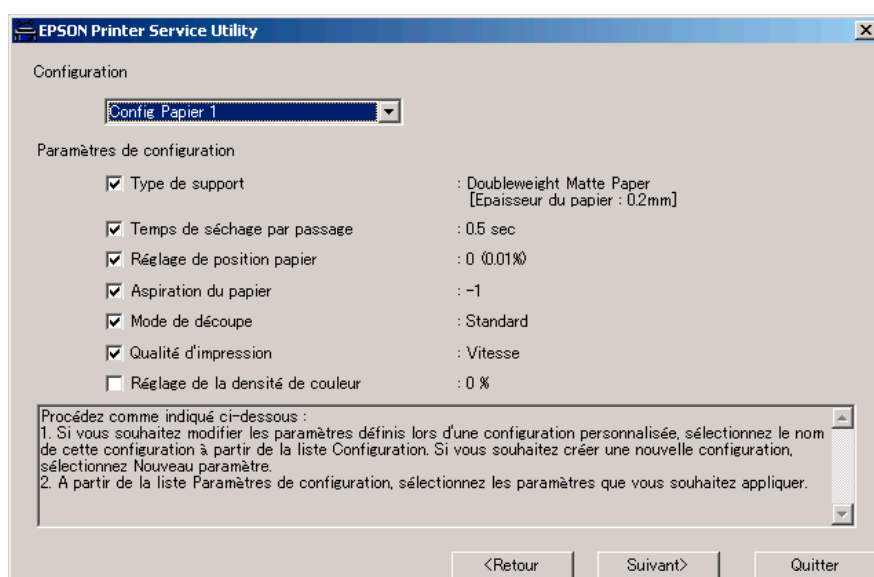 EPSON Printer Service Utility
Configuration
Config Papier 1
Paramètres de configuration
Type de support : Doubleweight Matte Paper
[Epaisseur du papier : 0.2mm]
Temps de séchage par passage : 0.5 sec
Réglage de position papier : 0 (0.01%)
Aspiration du papier : -1
Mode de découpe : Standard
Qualité d'impression : Vitesse
Réglage de la densité de couleur : 0 %
Procédez comme indiqué ci-dessous :
1. Si vous souhaitez modifier les paramètres définis lors d'une configuration personnalisée, sélectionnez le nom
de cette configuration à partir de la liste Configuration. Si vous souhaitez créer une nouvelle configuration,
sélectionnez Nouveau paramètre.
2. A partir de la liste Paramètres de configuration, sélectionnez les paramètres que vous souhaitez appliquer.
<Retour Suivant> Quitter